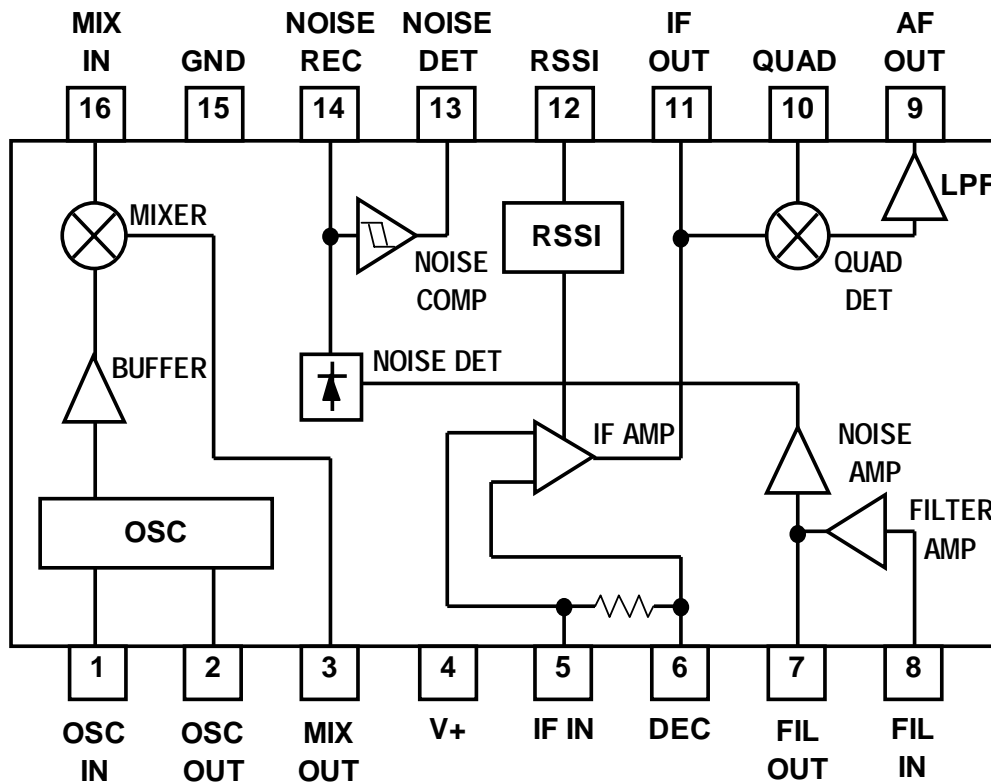 MIX NOISE NOISE IF AF
IN GND REC DET RSSI OUT QUAD OUT
16 15 14 13 12 11 10 9
LPF
MIXER
RSSI
NOISE
COMP
QUAD
DET
BUFFER
NOISE DET
IF AMP
NOISE
AMP
OSC
FILTER
AMP
1 2 3 4 5 6 7 8
OSC OSC MIX V+ IF IN DEC FIL FIL
IN OUT OUT OUT IN